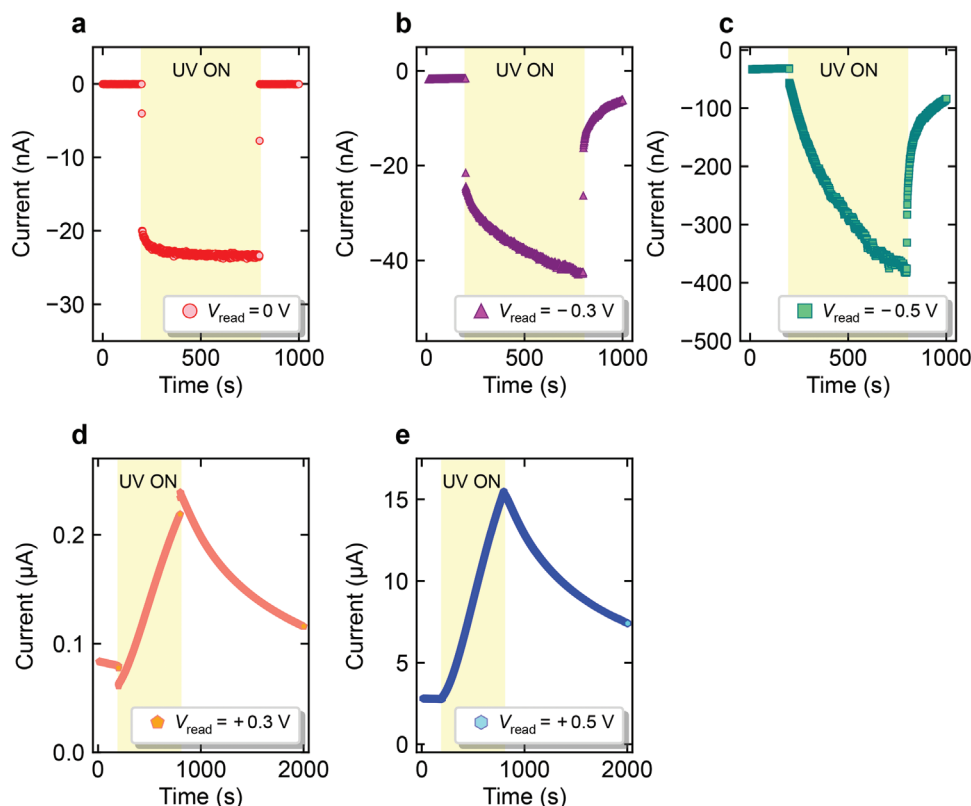 a
UV ON
0
−10
−20
−30
Current (nA)
V_read = 0 V
0
500
1000
Time (s)
b
UV ON
0
−20
−40
Current (nA)
V_read = − 0.3 V
0
500
1000
Time (s)
c
UV ON
0
−100
−200
−300
−400
−500
Current (nA)
V_read = − 0.5 V
0
500
1000
Time (s)
d
UV ON
0.2
0.1
0.0
Current (μA)
V_read = + 0.3 V
0
1000
2000
Time (s)
e
UV ON
15
10
5
0
Current (μA)
V_read = + 0.5 V
0
1000
2000
Time (s)